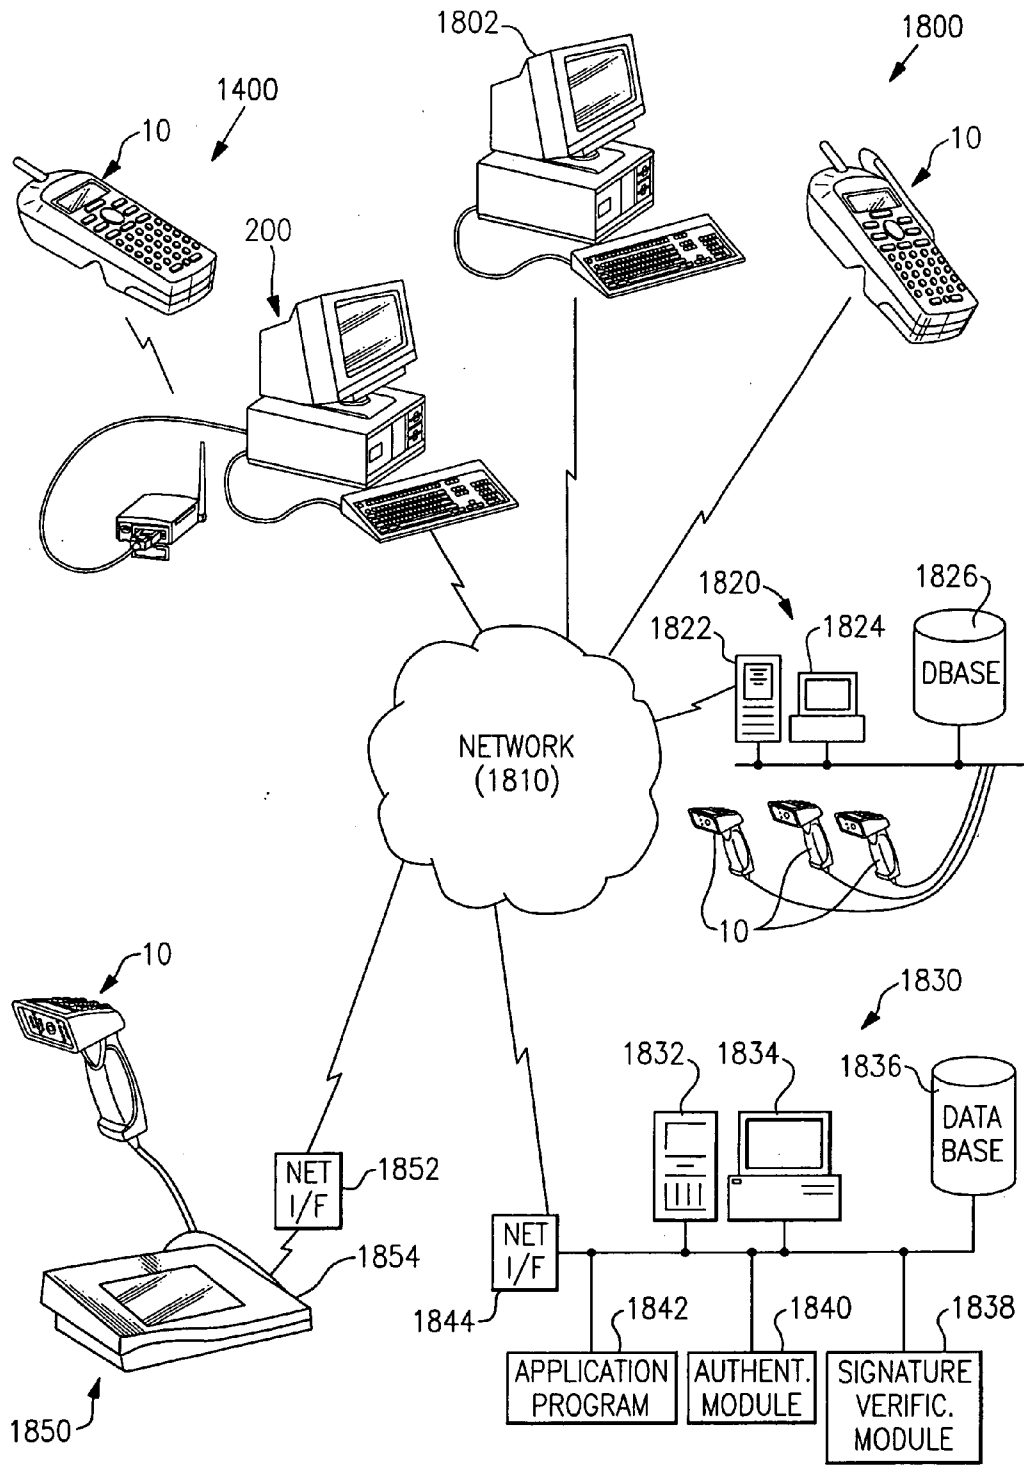 1802
1800
1400
10
10
200
1820
1826
1822
1824
DBASE
NETWORK
(1810)
10
10
1830
1832
1834
1836
DATA
BASE
NET
I/F
1852
NET
I/F
1854
1844
1842
1840
1838
APPLICATION
PROGRAM
AUTHENT.
MODULE
SIGNATURE
VERIFIC.
MODULE
1850